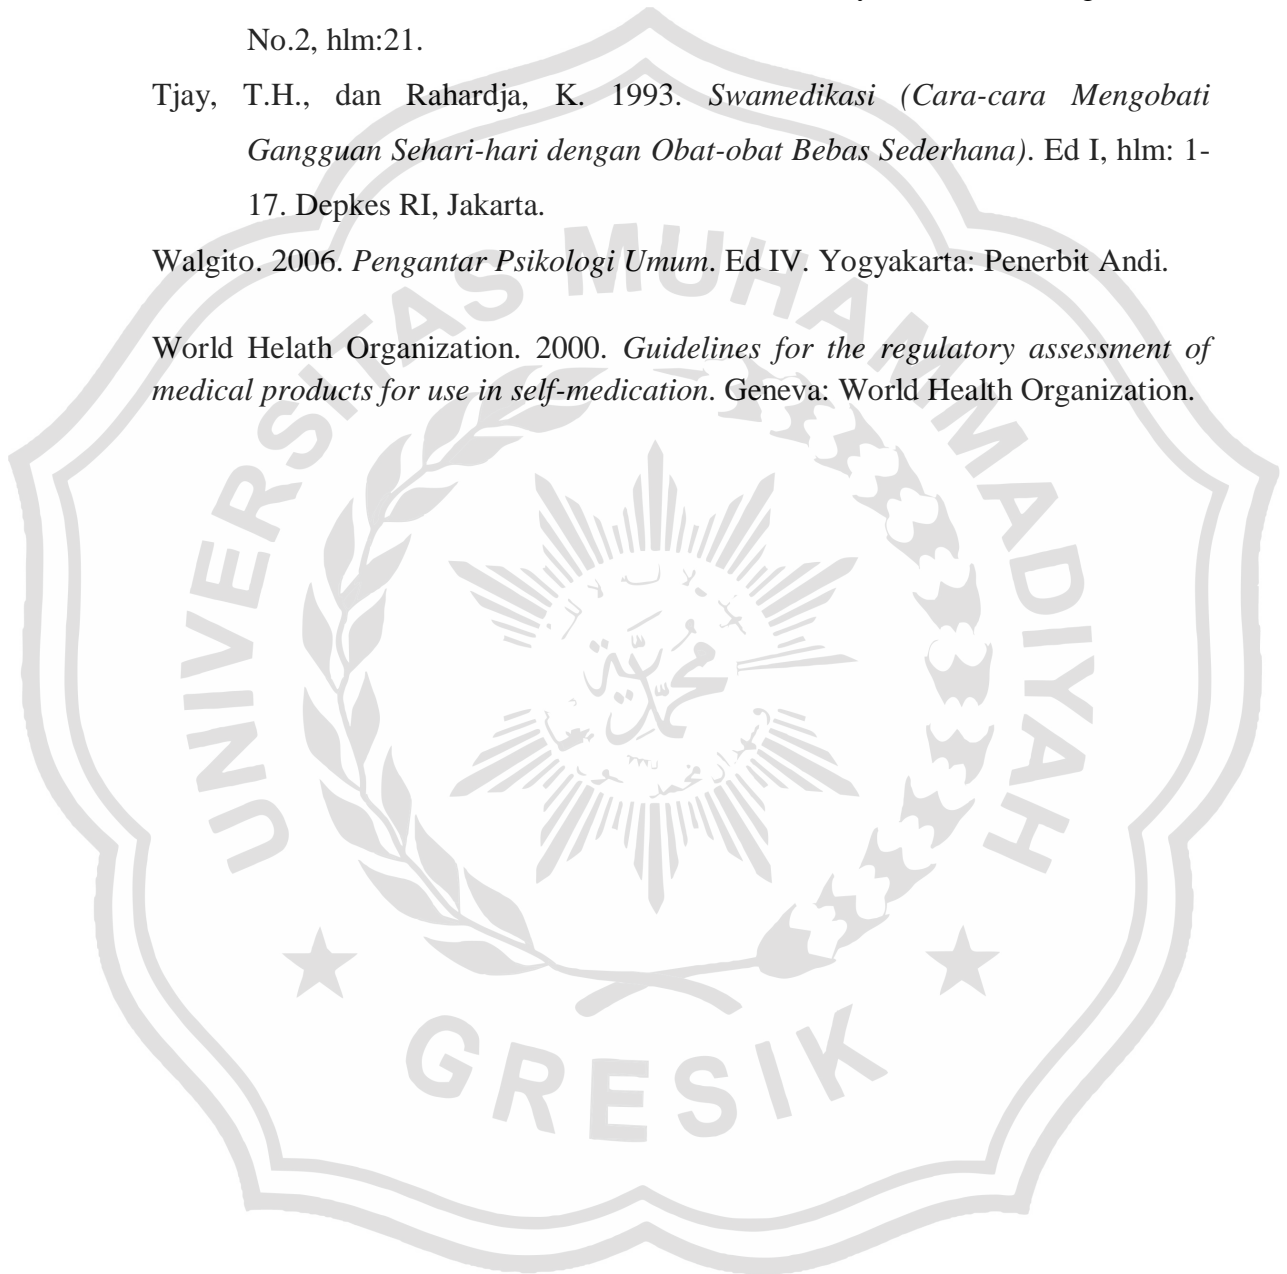 No.2, hlm:21.
Tjay, T.H., dan Rahardja, K. 1993. Swamedikasi (Cara-cara Mengobati
Gangguan Sehari-hari dengan Obat-obat Bebas Sederhana). Ed I, hlm: 1-
17. Depkes RI, Jakarta.
Walgito. 2006. Pengantar Psikologi Umum. Ed IV. Yogyakarta: Penerbit Andi.
World Helath Organization. 2000. Guidelines for the regulatory assessment of
medical products for use in self-medication. Geneva: World Health Organization.
UNIVERSITAS MUHAMMADIYAH
GRESIK